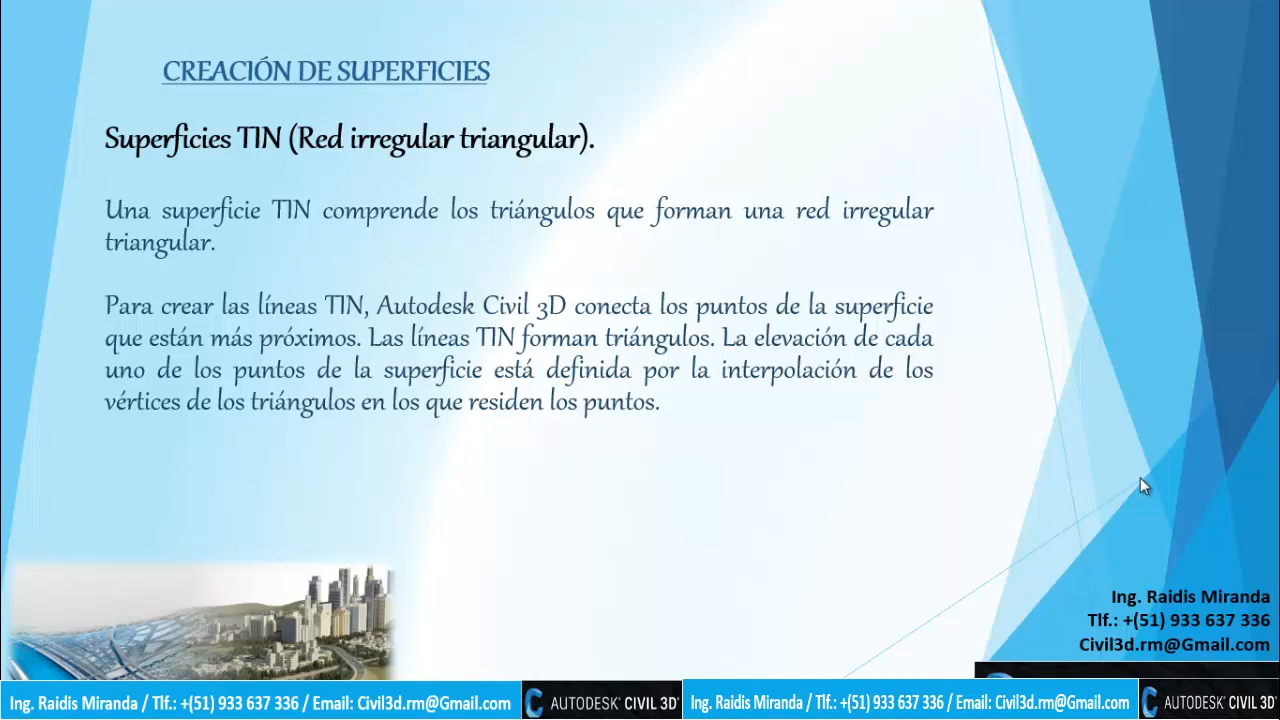 CREACIÓN DE SUPERFICIES
Superficies TIN (Red irregular triangular).
Una superficie TIN comprende los triángulos que forman una red irregular
triangular.
Para crear las líneas TIN, Autodesk Civil 3D conecta los puntos de la superficie
que están más próximos. Las líneas TIN forman triángulos. La elevación de cada
uno de los puntos de la superficie está definida por la interpolación de los
vértices de los triángulos en los que residen los puntos.
Ing. Raidis Miranda
Tlf.: +(51) 933 637 336
Civil3d.rm@Gmail.com
Ing. Raidis Miranda / Tlf.: +(51) 933 637 336 / Email: Civil3d.rm@Gmail.com
AUTODESK® CIVIL 3D®
Ing. Raidis Miranda / Tlf.: +(51) 933 637 336 / Email: Civil3d.rm@Gmail.com
AUTODESK® CIVIL 3D